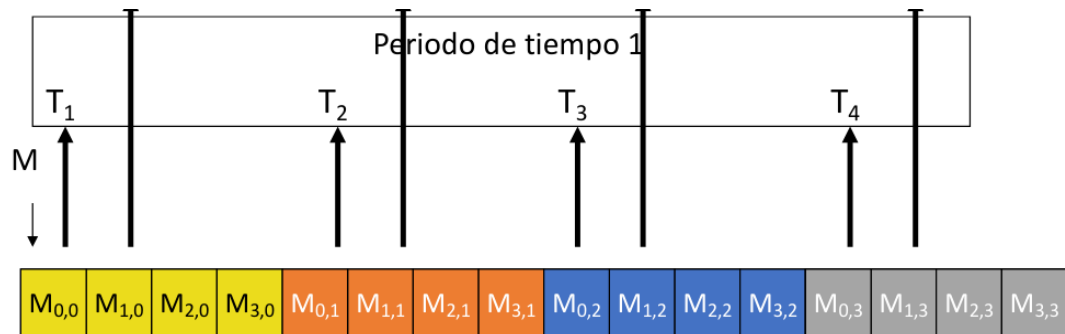 Periodo de tiempo 1
T₁ T₂ T₃ T₄
M
M₀,₀ M₁,₀ M₂,₀ M₃,₀ M₀,₁ M₁,₁ M₂,₁ M₃,₁ M₀,₂ M₁,₂ M₂,₂ M₃,₂ M₀,₃ M₁,₃ M₂,₃ M₃,₃